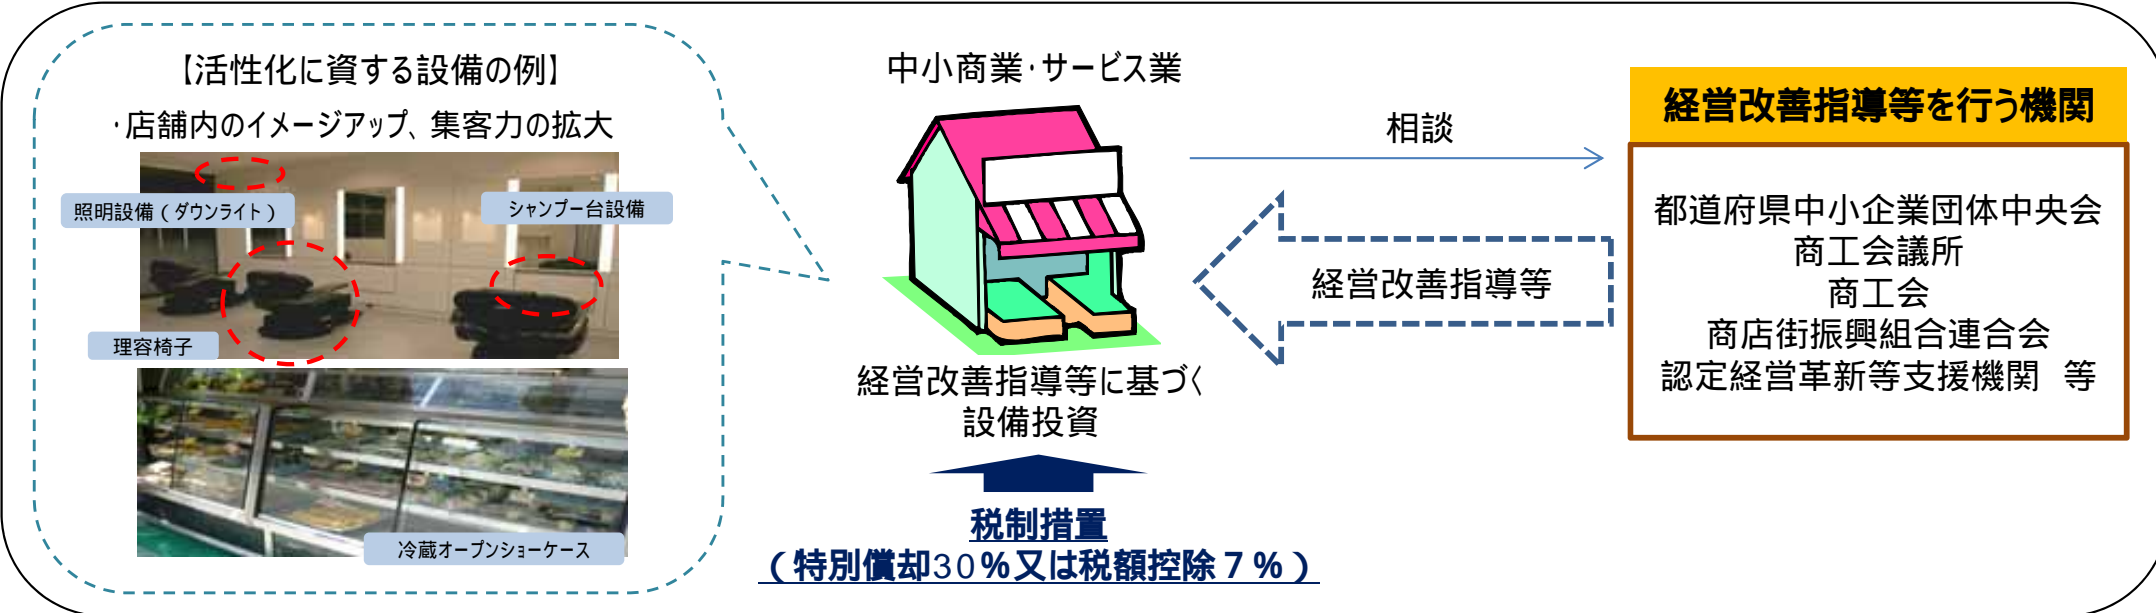 【活性化に資する設備の例】
・店舗内のイメージアップ、集客力の拡大
照明設備(ダウンライト)
シャンプー台設備
理容椅子
冷蔵オープンショーケース
中小商業・サービス業
経営改善指導等に基づく
設備投資
税制措置
(特別償却30%又は税額控除7%)
相談
経営改善指導等
経営改善指導等を行う機関
都道府県中小企業団体中央会
商工会議所
商工会
商店街振興組合連合会
認定経営革新等支援機関 等